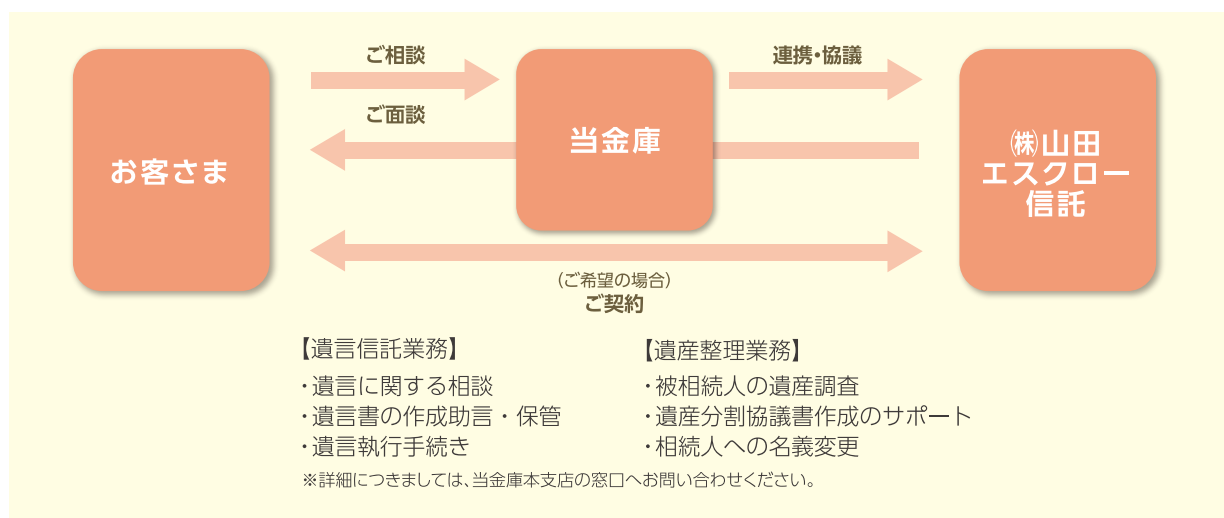 お客さま
ご相談
ご面談
当金庫
連携・協議
㈱山田
エスクロー
信託
(ご希望の場合)
ご契約
【遺言信託業務】
・遺言に関する相談
・遺言書の作成助言・保管
・遺言執行手続き
【遺産整理業務】
・被相続人の遺産調査
・遺産分割協議書作成のサポート
・相続人への名義変更
※詳細につきましては、当金庫本支店の窓口へお問い合わせください。